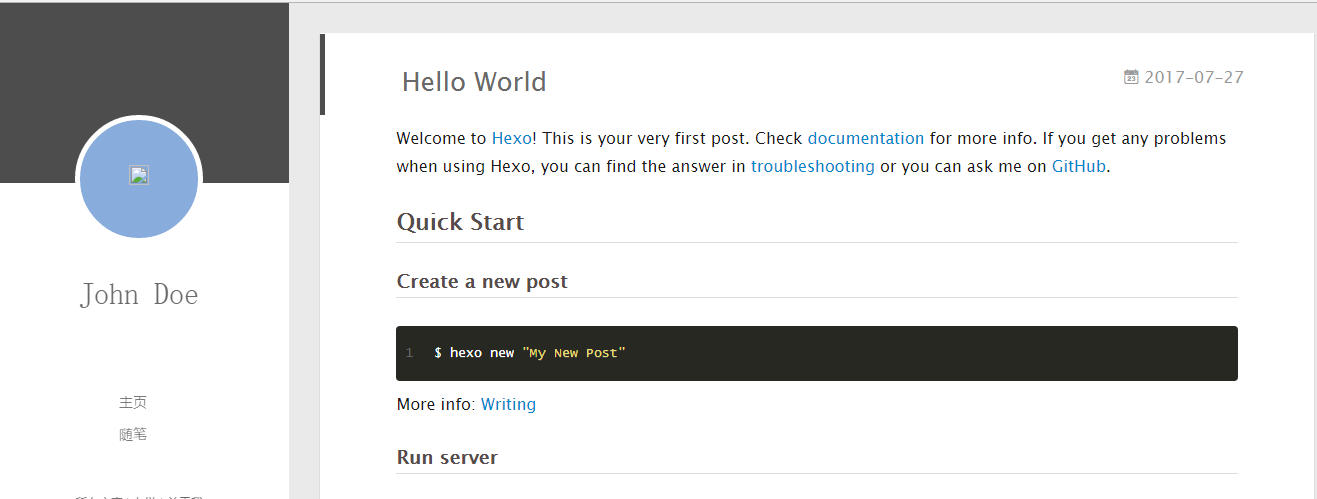 John Doe
主页
随笔
Hello World
23
2017-07-27
Welcome to Hexo! This is your very first post. Check documentation for more info. If you get any problems
when using Hexo, you can find the answer in troubleshooting or you can ask me on GitHub.
Quick Start
Create a new post
1 $ hexo new "My New Post"
More info: Writing
Run server